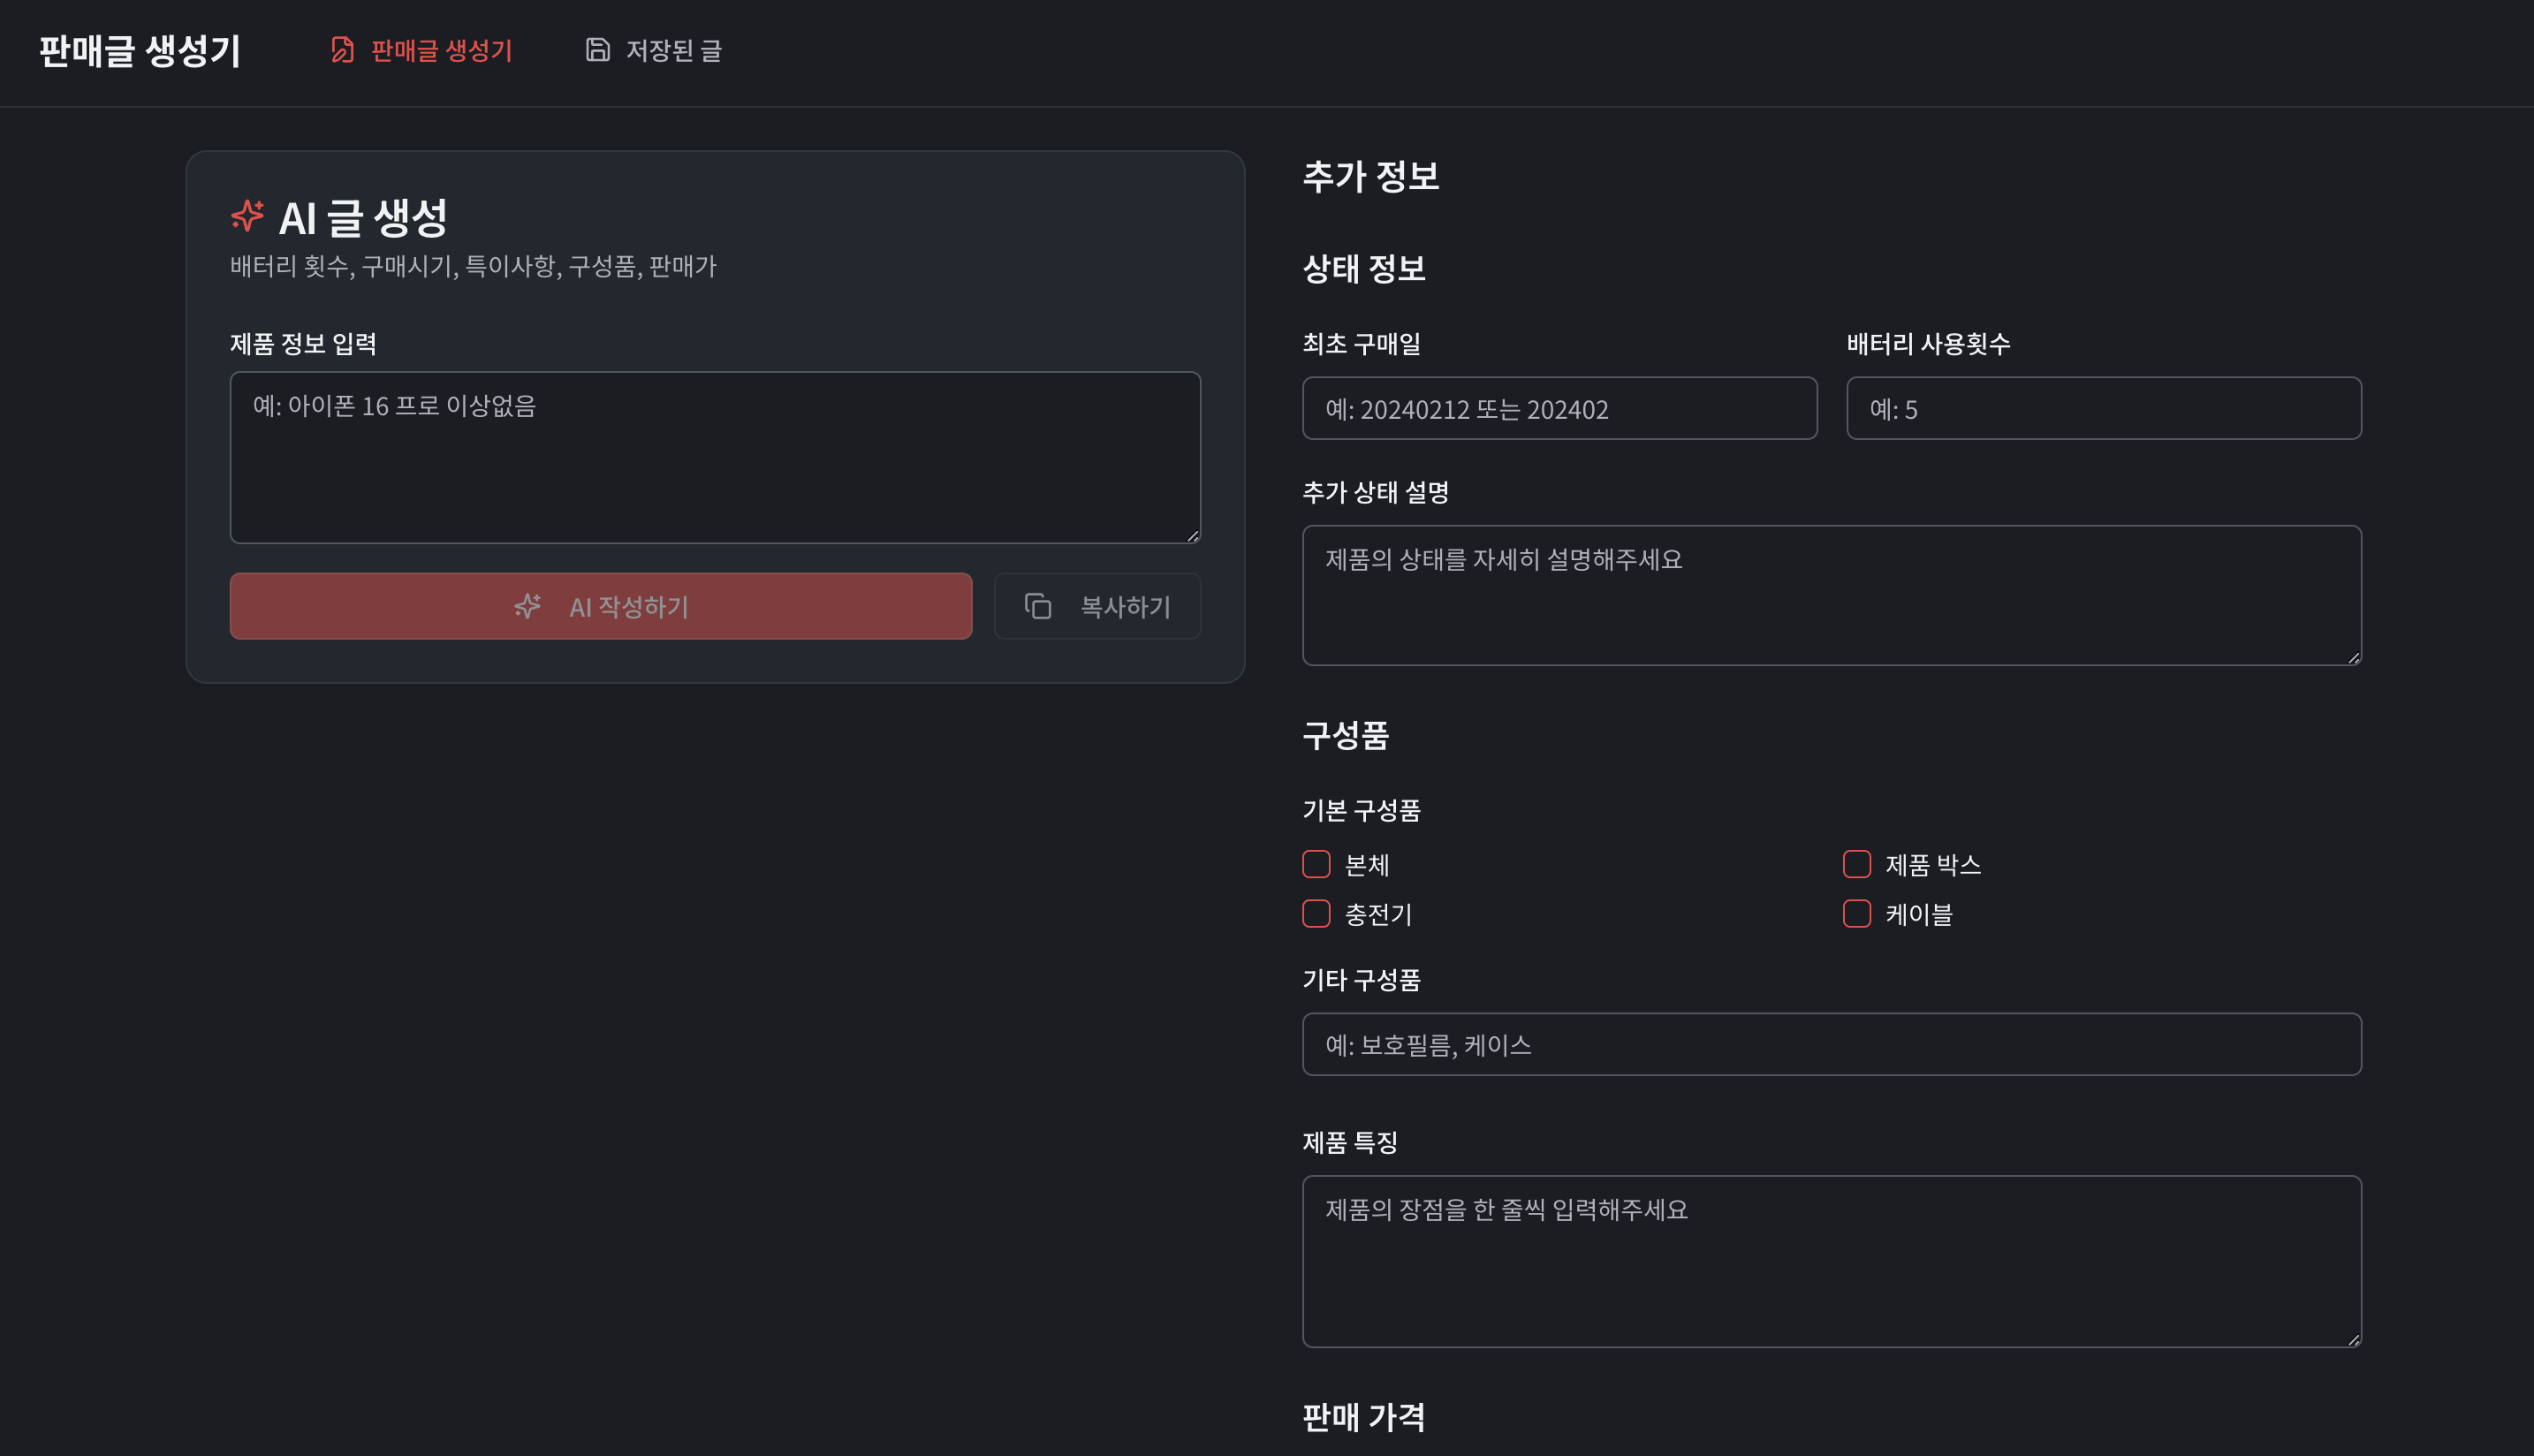 판매글 생성기
판매글 생성기
저장된 글
AI 글 생성
배터리 횟수, 구매시기, 특이사항, 구성품, 판매가
제품 정보 입력
예: 아이폰 16 프로 이상없음
AI 작성하기
복사하기
추가 정보
상태 정보
최초 구매일
배터리 사용횟수
예: 20240212 또는 202402
예: 5
추가 상태 설명
제품의 상태를 자세히 설명해주세요
구성품
기본 구성품
본체
제품 박스
충전기
케이블
기타 구성품
예: 보호필름, 케이스
제품 특징
제품의 장점을 한 줄씩 입력해주세요
판매 가격